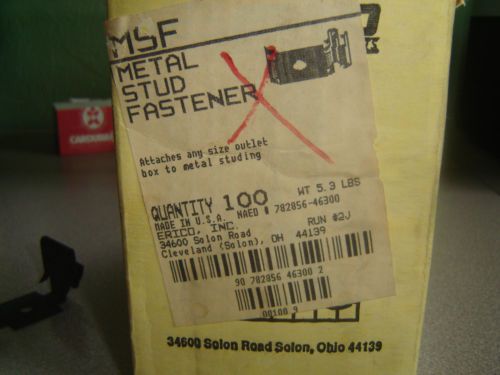 MSF
METAL
STUD
FASTENER
Attaches any size outlet
box to metal studing
QUANTITY 100 WT 5.3 LBS
MADE IN U.S.A. NAED # 782856-46300
ERICO, INC. RUN #2J
34600 Solon Road
Cleveland (Solon), OH 44139
90 782856 46300 2
00100 9
34600 Solon Road Solon, Ohio 44139